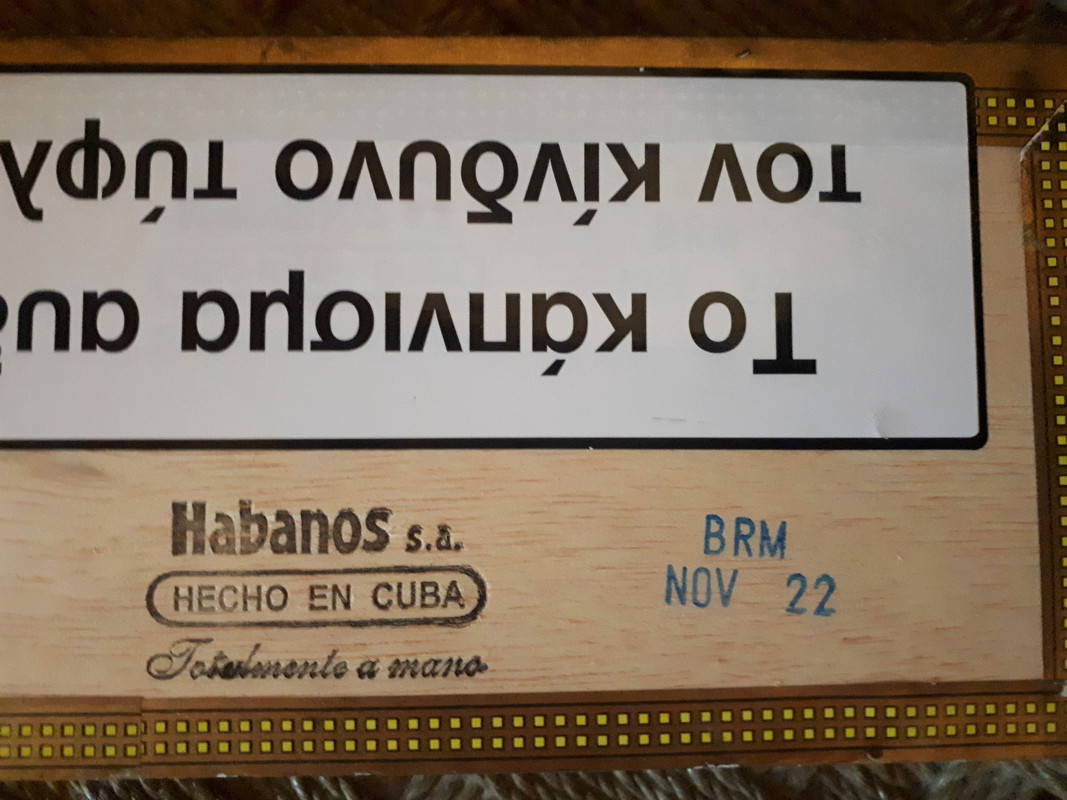 Το κάπνισμα
τον κίνδυνο
Habanos s.a.
HECHO EN CUBA
Totalmente a mano
BRM
NOV 22